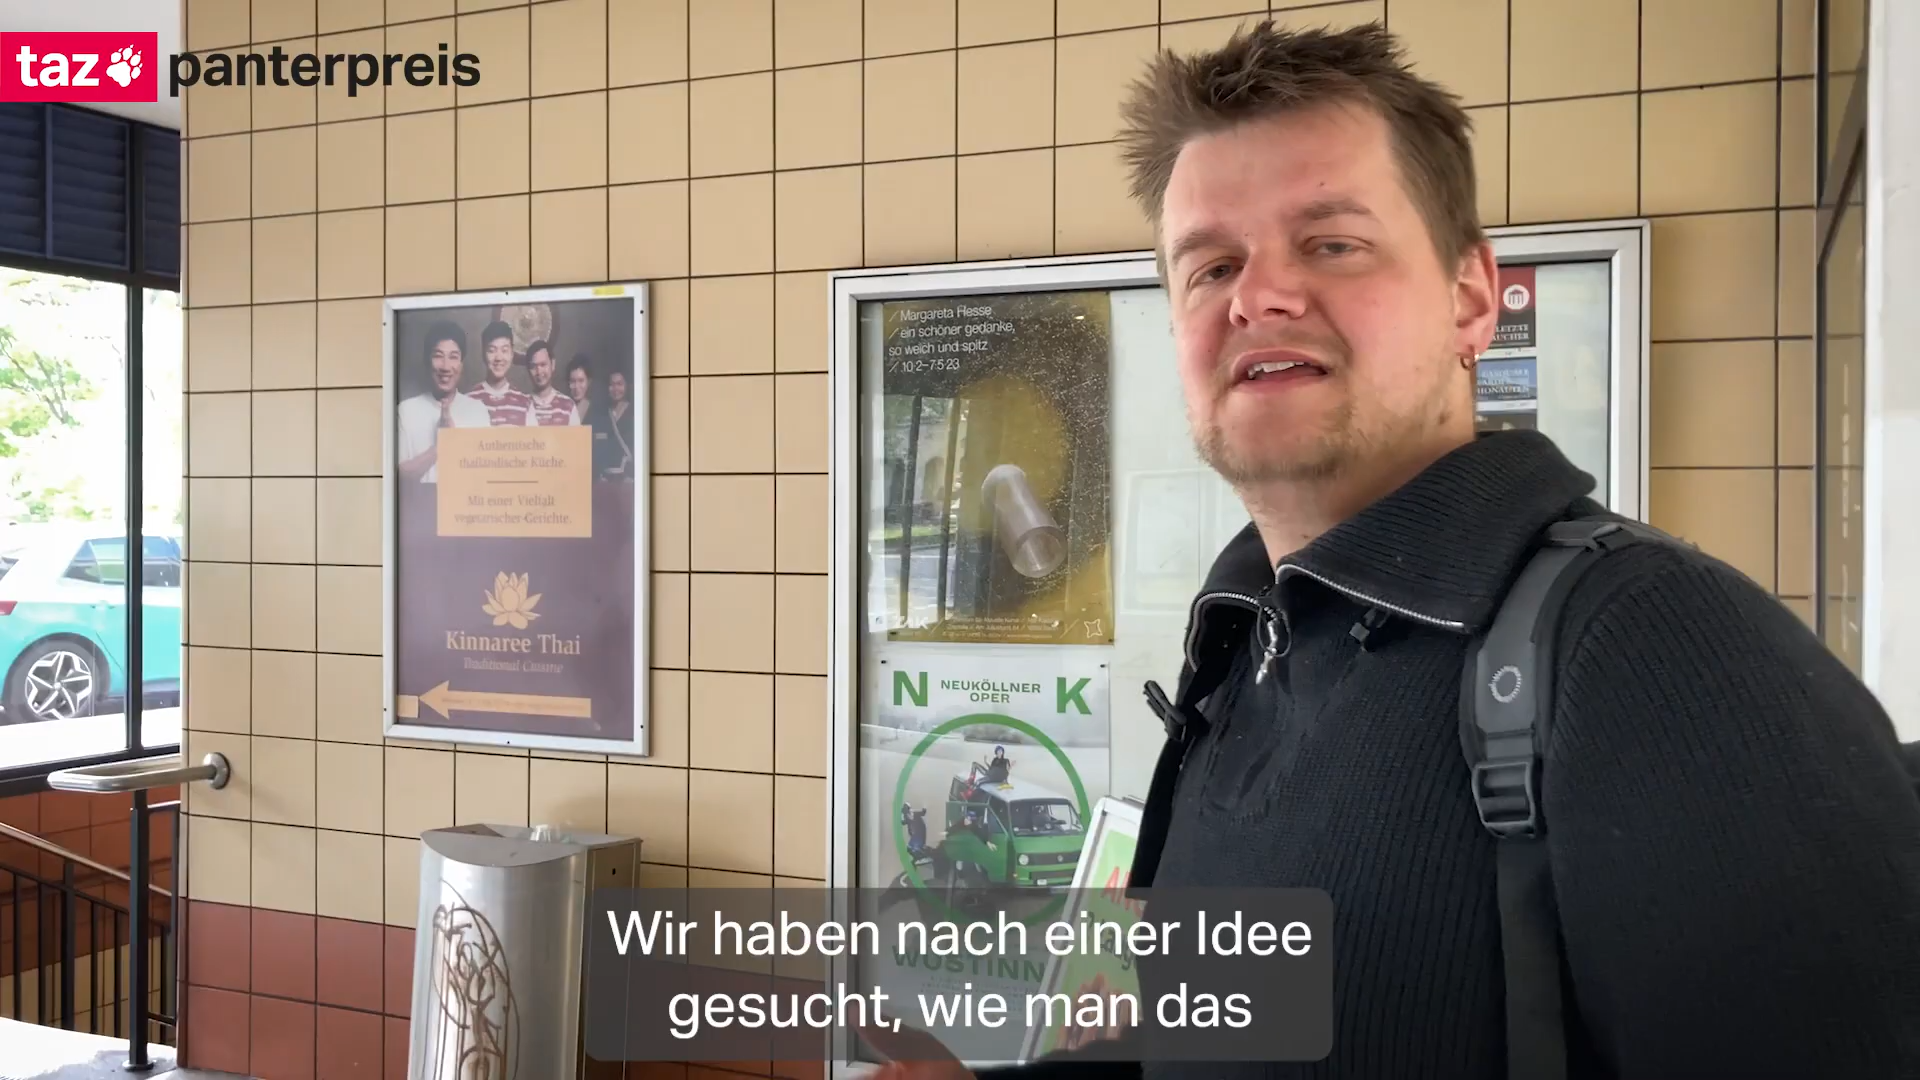 taz panterpreis
Authentische
thailändische Küche.
Mit einer Vielfalt
vegetarischer Gerichte.
Kinnaree Thai
Traditional Cuisine
Margareta Hesse
ein schöner gedanke,
so weich und spitz
10.2–7.5.23
N NEUKÖLLNER K
OPER
WÜSTINN
Wir haben nach einer Idee
gesucht, wie man das